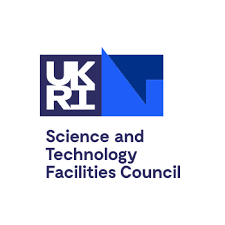 UK
RI
Science and
Technology
Facilities Council